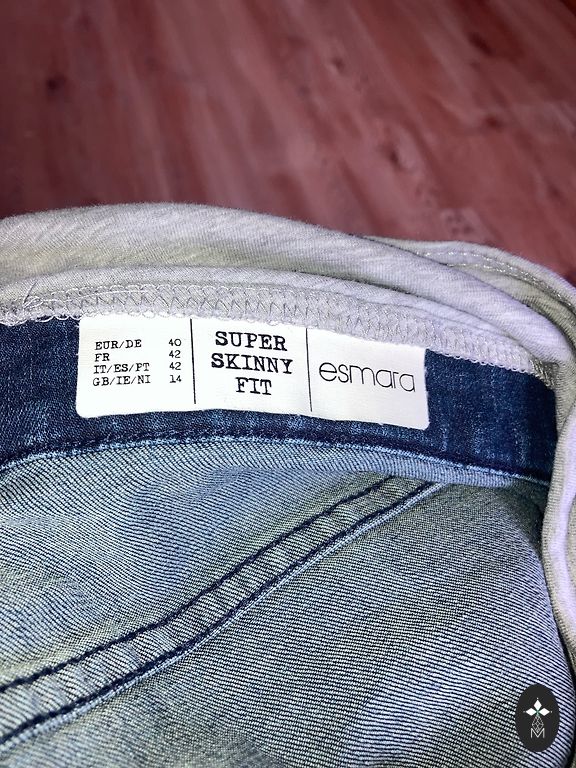 EUR/DE 40
FR 42
IT/ES/PT 42
GB/IE/NI 14
SUPER
SKINNY
FIT
esmara
M